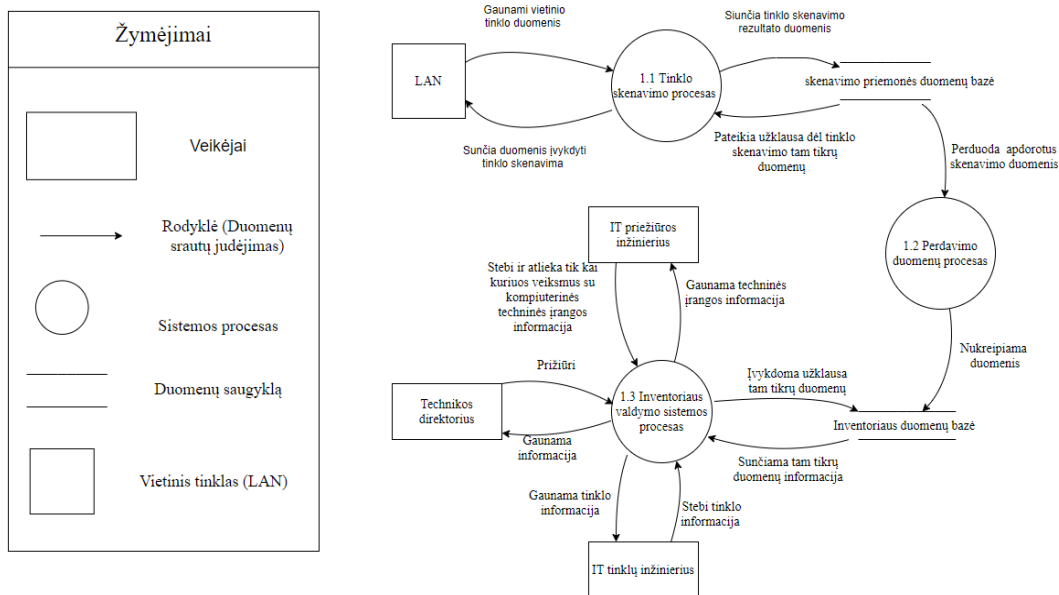 Žymėjimai
Veikėjai
Rodyklė (Duomenų
srautų judėjimas)
Sistemos procesas
Duomenų saugyklą
Vietinis tinklas (LAN)
Gaunami vietinio
tinklo duomenis
LAN
Sunčia duomenis įvykdyti
tinklo skenavima
1.1 Tinklo
skenavimo procesas
Siunčia tinklo skenavimo
rezultato duomenis
skenavimo priemonės duomenų bazė
Pateikia užklausa dėl tinklo
skenavimo tam tikrų
duomenų
Perduoda apdorotus
skenavimo duomenis
1.2 Perdavimo
duomenų procesas
Nukreipiama
duomenis
IT priežiūros
inžinierius
Stebi ir atlieka tik kai
kuriuos veiksmus su
kompiuterinės
techninės įrangos
informacija
Gaunama techninės
įrangos informacija
Prižiūri
Technikos
direktorius
Gaunama
informacija
1.3 Inventoriaus
valdymo sistemos
procesas
Įvykdoma užklausa
tam tikrų duomenų
Inventoriaus duomenų bazė
Sunčiama tam tikrų
duomenų informacija
Gaunama tinklo
informacija
Stebi tinklo
informacija
IT tinklų inžinierius